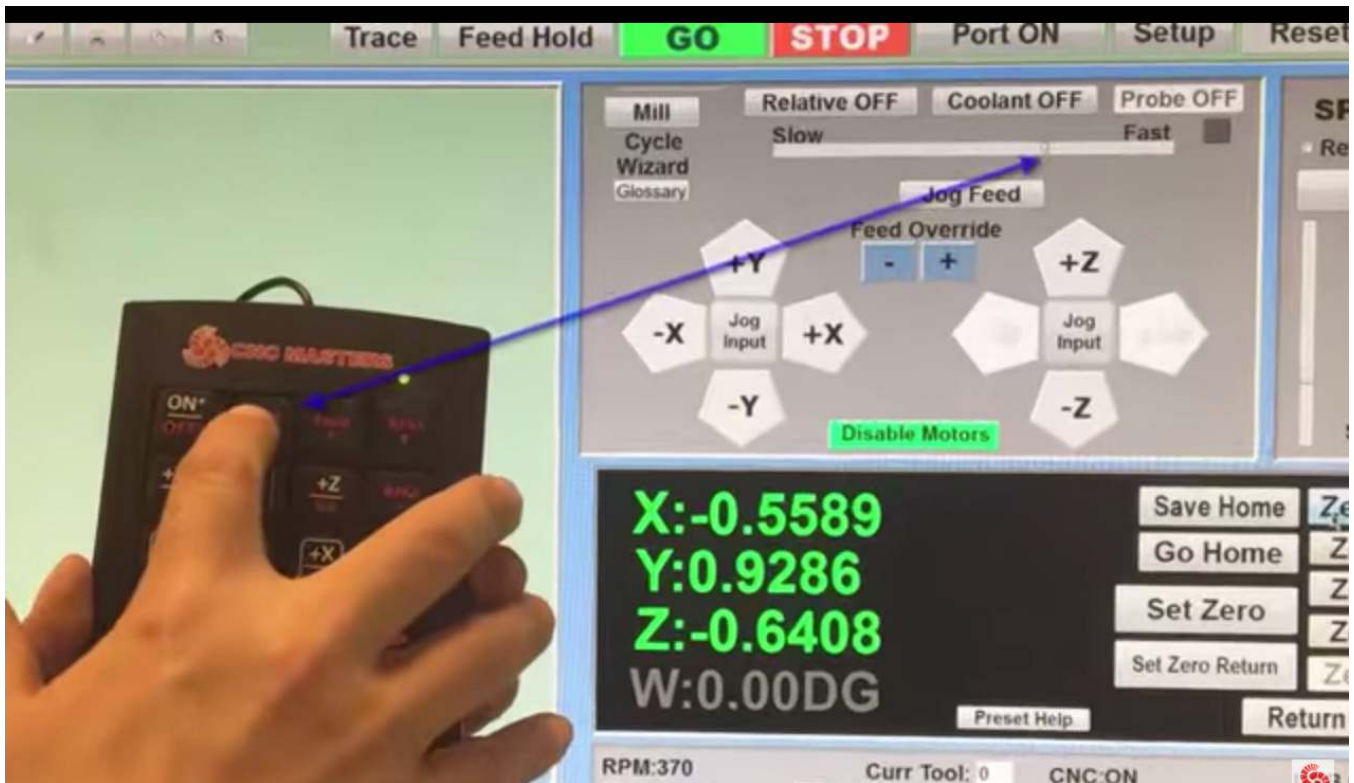 Trace Feed Hold GO STOP Port ON Setup Reset
Mill Relative OFF Coolant OFF Probe OFF
Cycle
Wizard
Glossary
Slow Fast
Jog Feed
Feed Override
- +
+Y
-X Jog Input +X
-Y
+Z
Jog Input
-Z
Disable Motors
CNC MASTERS
ON+
OFF
+Z
+X
X:-0.5589
Y:0.9286
Z:-0.6408
W:0.00DG
Save Home
Go Home
Set Zero
Set Zero Return
Preset Help
Return
RPM:370 Curr Tool: 0 CNC:ON